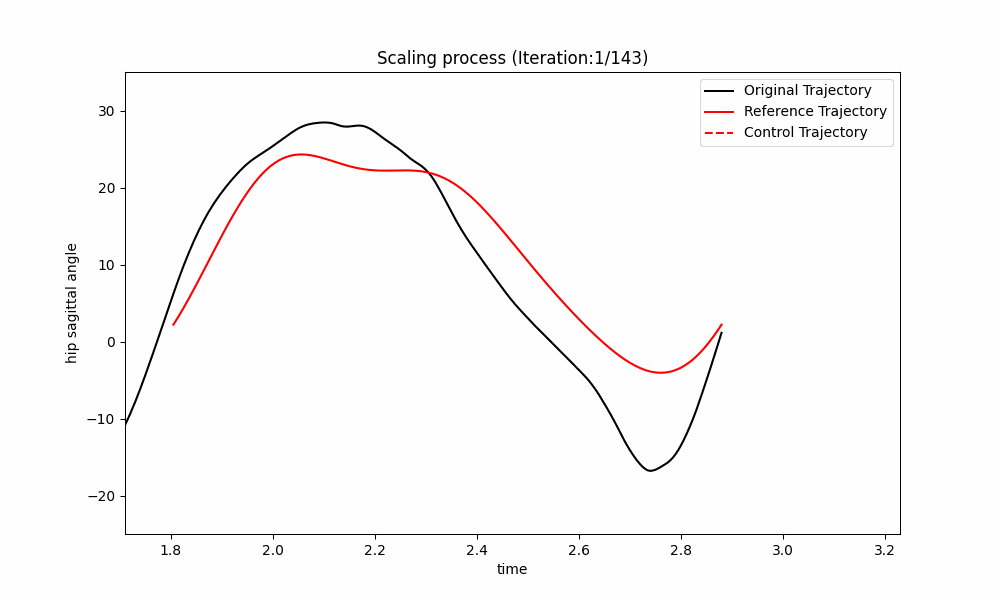 Scaling process (Iteration:1/143)
Original Trajectory
Reference Trajectory
Control Trajectory
30
20
10
0
−10
−20
hip sagittal angle
1.8 2.0 2.2 2.4 2.6 2.8 3.0 3.2
time